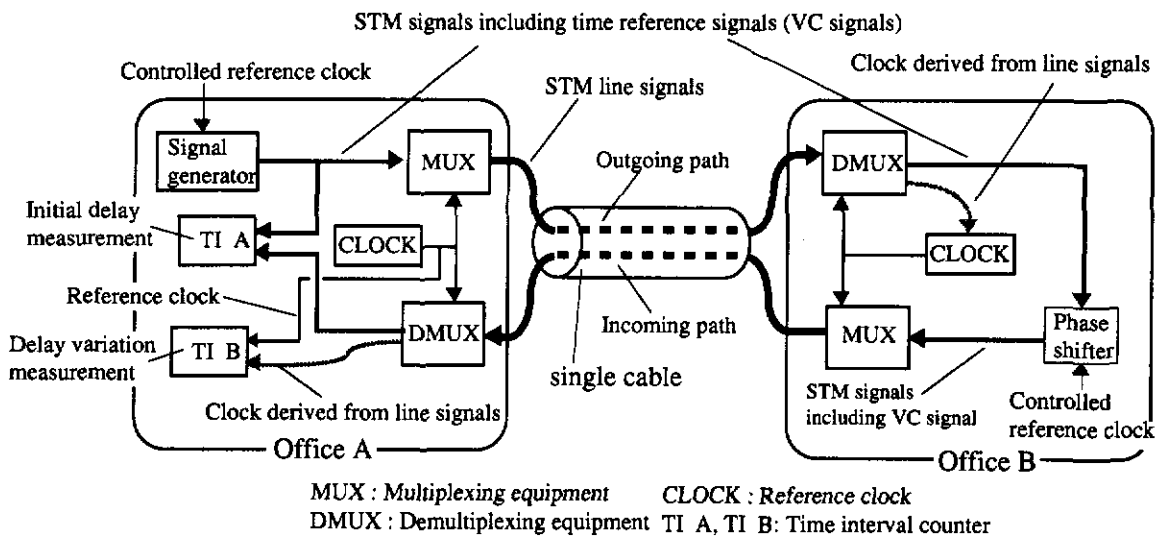 STM signals including time reference signals (VC signals)
Controlled reference clock
Clock derived from line signals
STM line signals
Signal
generator
MUX
Outgoing path
DMUX
Initial delay
measurement
TI A
CLOCK
CLOCK
Reference clock
Incoming path
DMUX
MUX
Phase
shifter
Delay variation
measurement
TI B
single cable
Clock derived from line signals
STM signals
including VC signal
Controlled
reference clock
Office A
Office B
MUX : Multiplexing equipment
CLOCK : Reference clock
DMUX : Demultiplexing equipment
TI A, TI B: Time interval counter